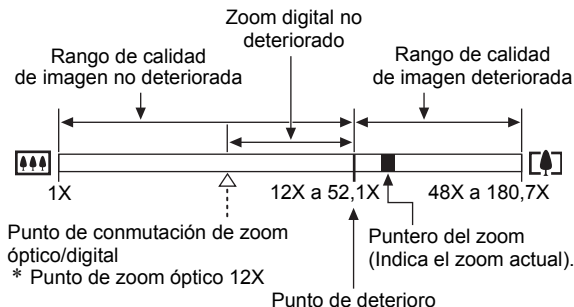 Zoom digital no
deteriorado
Rango de calidad
de imagen no deteriorada
Rango de calidad
de imagen deteriorada
1X
12X a 52,1X
48X a 180,7X
Punto de conmutación de zoom
óptico/digital
* Punto de zoom óptico 12X
Puntero del zoom
(Indica el zoom actual).
Punto de deterioro